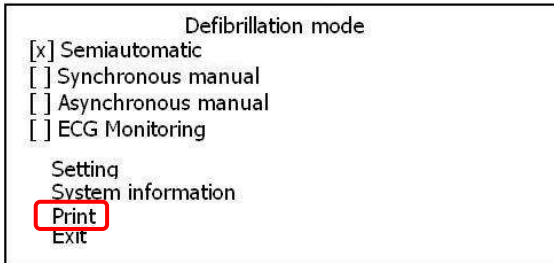 Defibrillation mode
[x] Semiautomatic
[ ] Synchronous manual
[ ] Asynchronous manual
[ ] ECG Monitoring
Setting
System information
Print
Exit